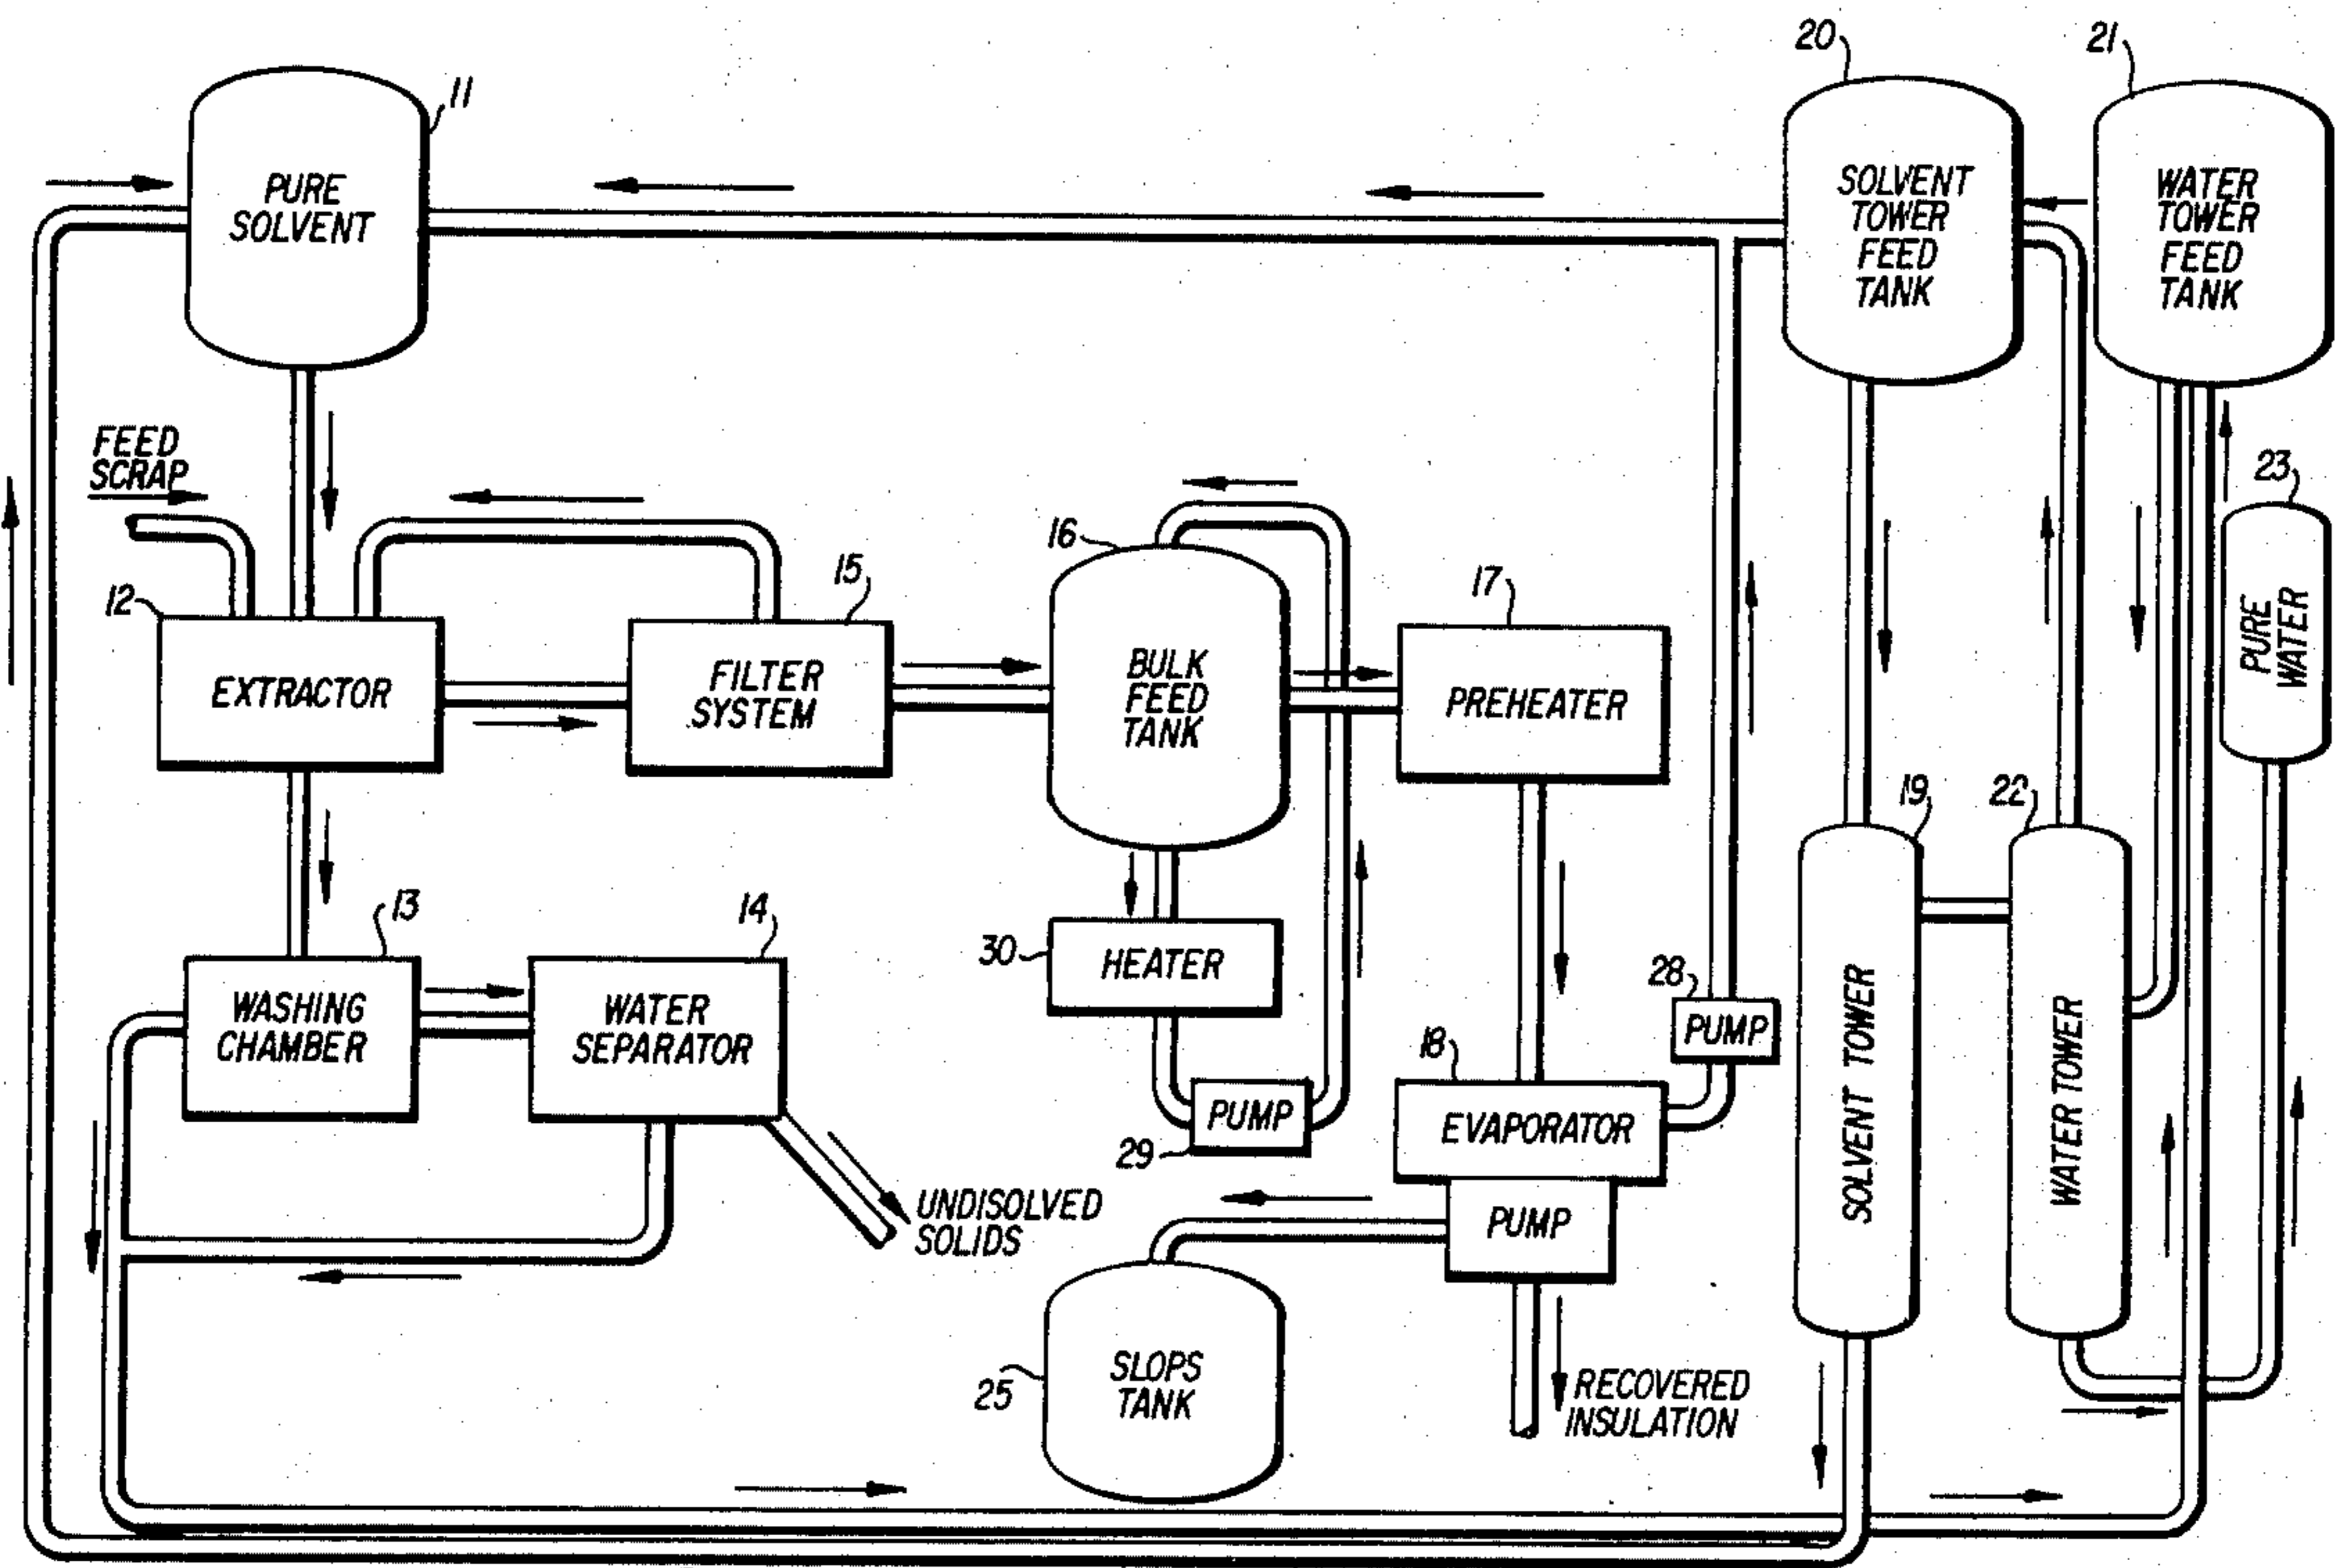 20
21
11
PURE
SOLVENT
SOLVENT
TOWER
FEED
TANK
WATER
TOWER
FEED
TANK
FEED
SCRAP
23
PURE
WATER
12
EXTRACTOR
15
FILTER
SYSTEM
16
BULK
FEED
TANK
17
PREHEATER
19
SOLVENT TOWER
22
WATER TOWER
13
WASHING
CHAMBER
14
WATER
SEPARATOR
30
HEATER
28
PUMP
29
PUMP
18
EVAPORATOR
PUMP
UNDISOLVED
SOLIDS
25
SLOPS
TANK
RECOVERED
INSULATION